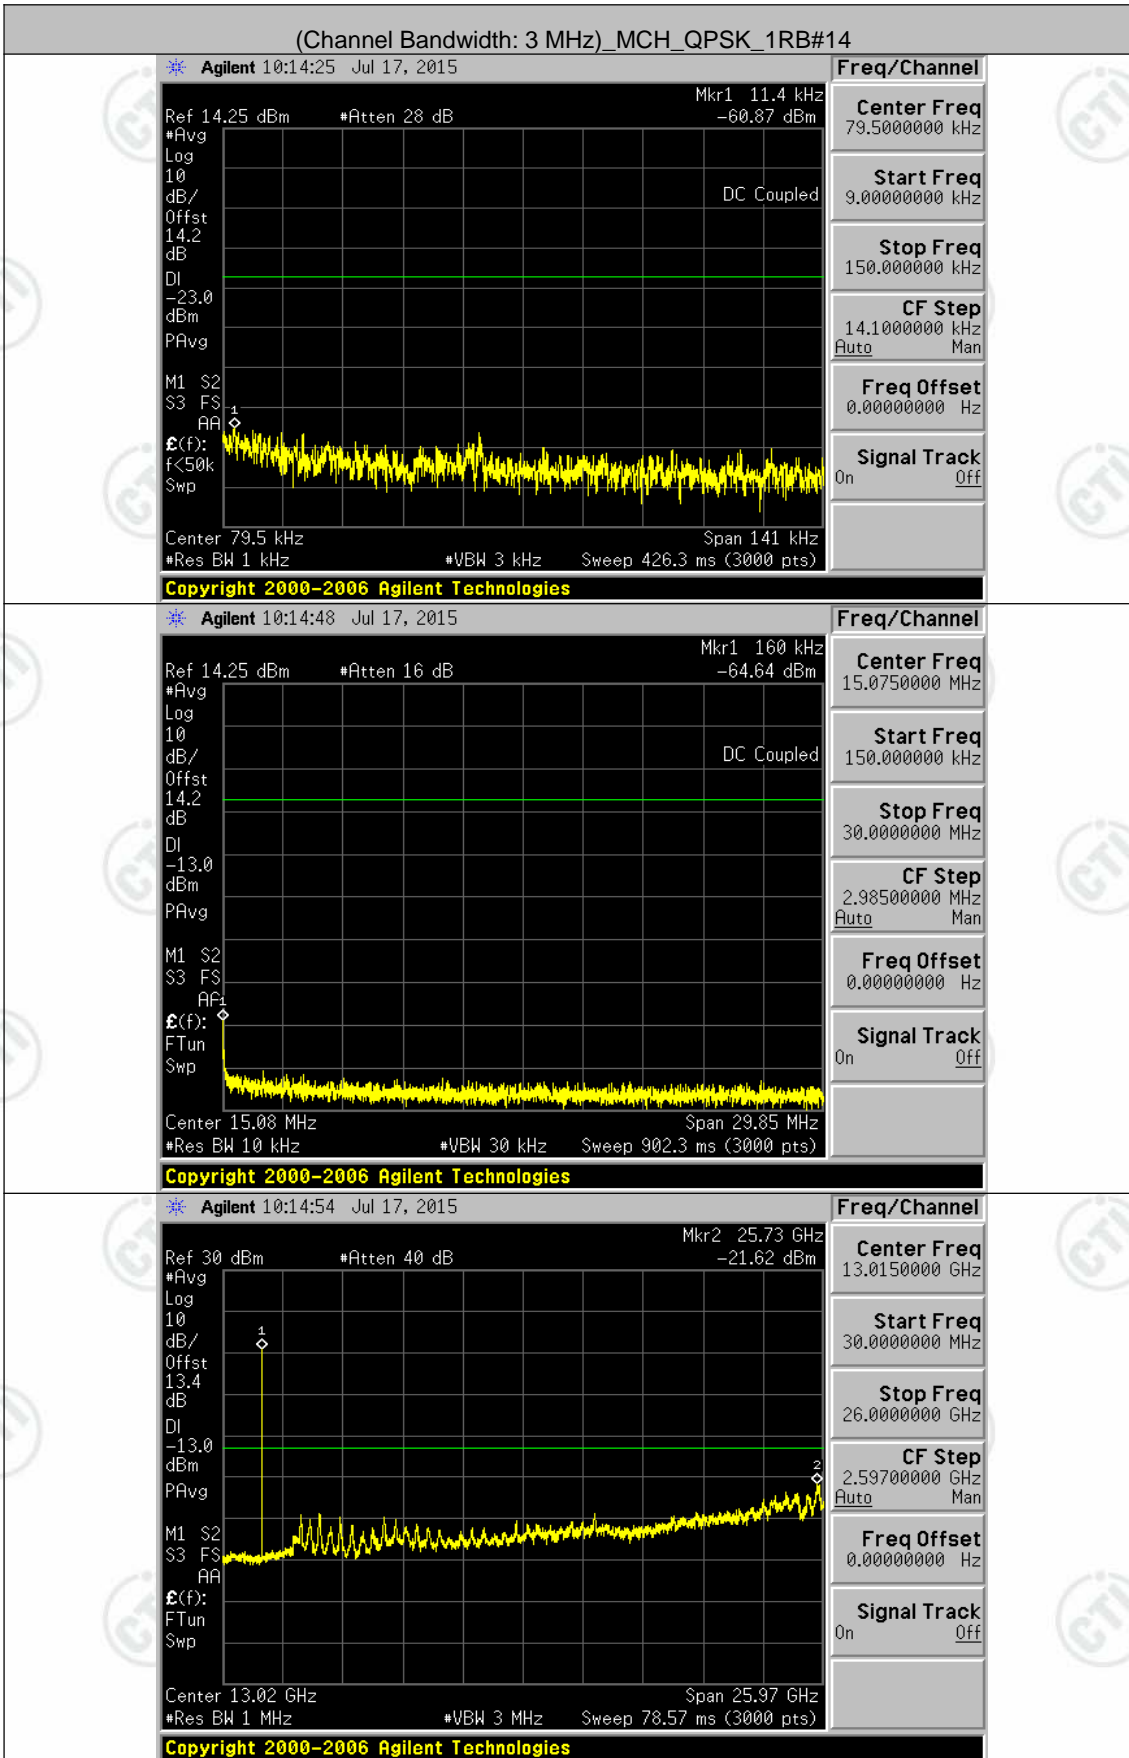 (Channel Bandwidth: 3 MHz)_MCH_QPSK_1RB#14
Agilent 10:14:25 Jul 17, 2015
Freq/Channel
Mkr1 11.4 kHz
Ref 14.25 dBm #Atten 28 dB -60.87 dBm
#Avg
Log
10
dB/
Offst
14.2
dB
DI
-23.0
dBm
PAvg
M1 S2
S3 FS
AA
£(f):
f<50k
Swp
DC Coupled
1
Center 79.5 kHz Span 141 kHz
#Res BW 1 kHz #VBW 3 kHz Sweep 426.3 ms (3000 pts)
Center Freq
79.5000000 kHz
Start Freq
9.00000000 kHz
Stop Freq
150.000000 kHz
CF Step
14.1000000 kHz
Auto Man
Freq Offset
0.00000000 Hz
Signal Track
On Off
Copyright 2000-2006 Agilent Technologies
Agilent 10:14:48 Jul 17, 2015
Freq/Channel
Mkr1 160 kHz
Ref 14.25 dBm #Atten 16 dB -64.64 dBm
#Avg
Log
10
dB/
Offst
14.2
dB
DI
-13.0
dBm
PAvg
M1 S2
S3 FS
AA
£(f):
FTun
Swp
DC Coupled
1
Center 15.08 MHz Span 29.85 MHz
#Res BW 10 kHz #VBW 30 kHz Sweep 902.3 ms (3000 pts)
Center Freq
15.0750000 MHz
Start Freq
150.000000 kHz
Stop Freq
30.0000000 MHz
CF Step
2.98500000 MHz
Auto Man
Freq Offset
0.00000000 Hz
Signal Track
On Off
Copyright 2000-2006 Agilent Technologies
Agilent 10:14:54 Jul 17, 2015
Freq/Channel
Mkr2 25.73 GHz
Ref 30 dBm #Atten 40 dB -21.62 dBm
#Avg
Log
10
dB/
Offst
13.4
dB
DI
-13.0
dBm
PAvg
M1 S2
S3 FS
AA
£(f):
FTun
Swp
1
2
Center 13.02 GHz Span 25.97 GHz
#Res BW 1 MHz #VBW 3 MHz Sweep 78.57 ms (3000 pts)
Center Freq
13.0150000 GHz
Start Freq
30.0000000 MHz
Stop Freq
26.0000000 GHz
CF Step
2.59700000 GHz
Auto Man
Freq Offset
0.00000000 Hz
Signal Track
On Off
Copyright 2000-2006 Agilent Technologies
CTI
CTI
CTI
CTI
CTI
CTI
CTI
CTI